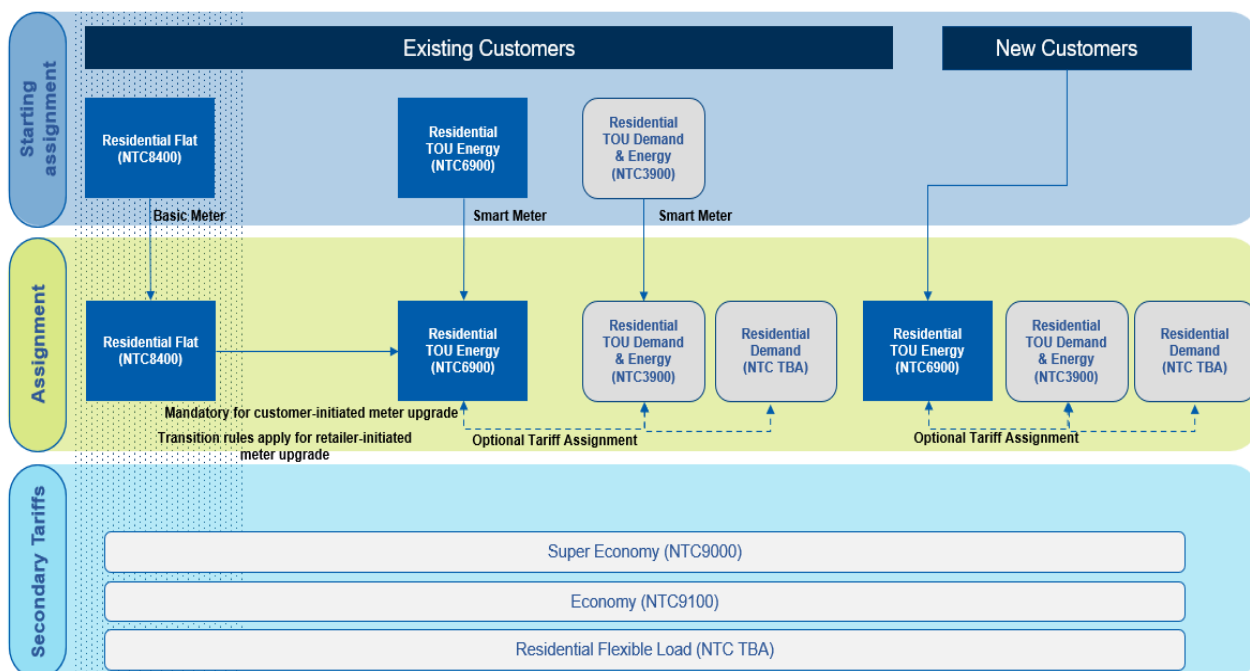 Starting
assignment
Existing Customers
New Customers
Residential Flat
(NTC8400)
Residential
TOU Energy
(NTC6900)
Residential
TOU Demand
& Energy
(NTC3900)
Basic Meter
Smart Meter
Smart Meter
Assignment
Residential Flat
(NTC8400)
Residential
TOU Energy
(NTC6900)
Residential
TOU Demand
& Energy
(NTC3900)
Residential
Demand
(NTC TBA)
Residential
TOU Energy
(NTC6900)
Residential
TOU Demand
& Energy
(NTC3900)
Residential
Demand
(NTC TBA)
Mandatory for customer-initiated meter upgrade
Transition rules apply for retailer-initiated
meter upgrade
Optional Tariff Assignment
Optional Tariff Assignment
Secondary Tariffs
Super Economy (NTC9000)
Economy (NTC9100)
Residential Flexible Load (NTC TBA)